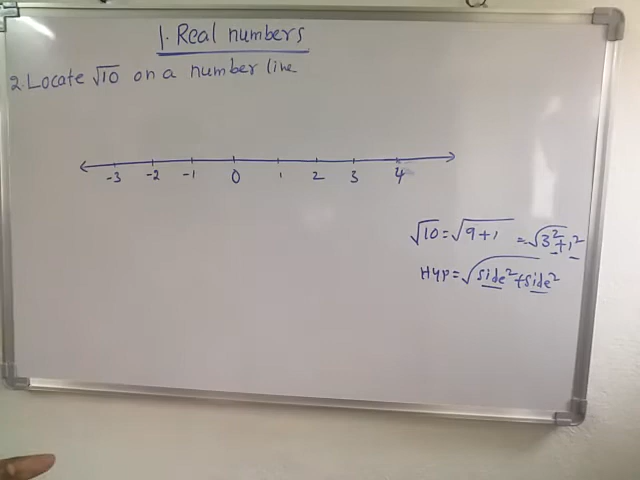 1. Real numbers
2. Locate √10 on a number line
-3 -2 -1 0 1 2 3 4
√10 = √9+1 = √3²+1²
Hyp = √side²+side²